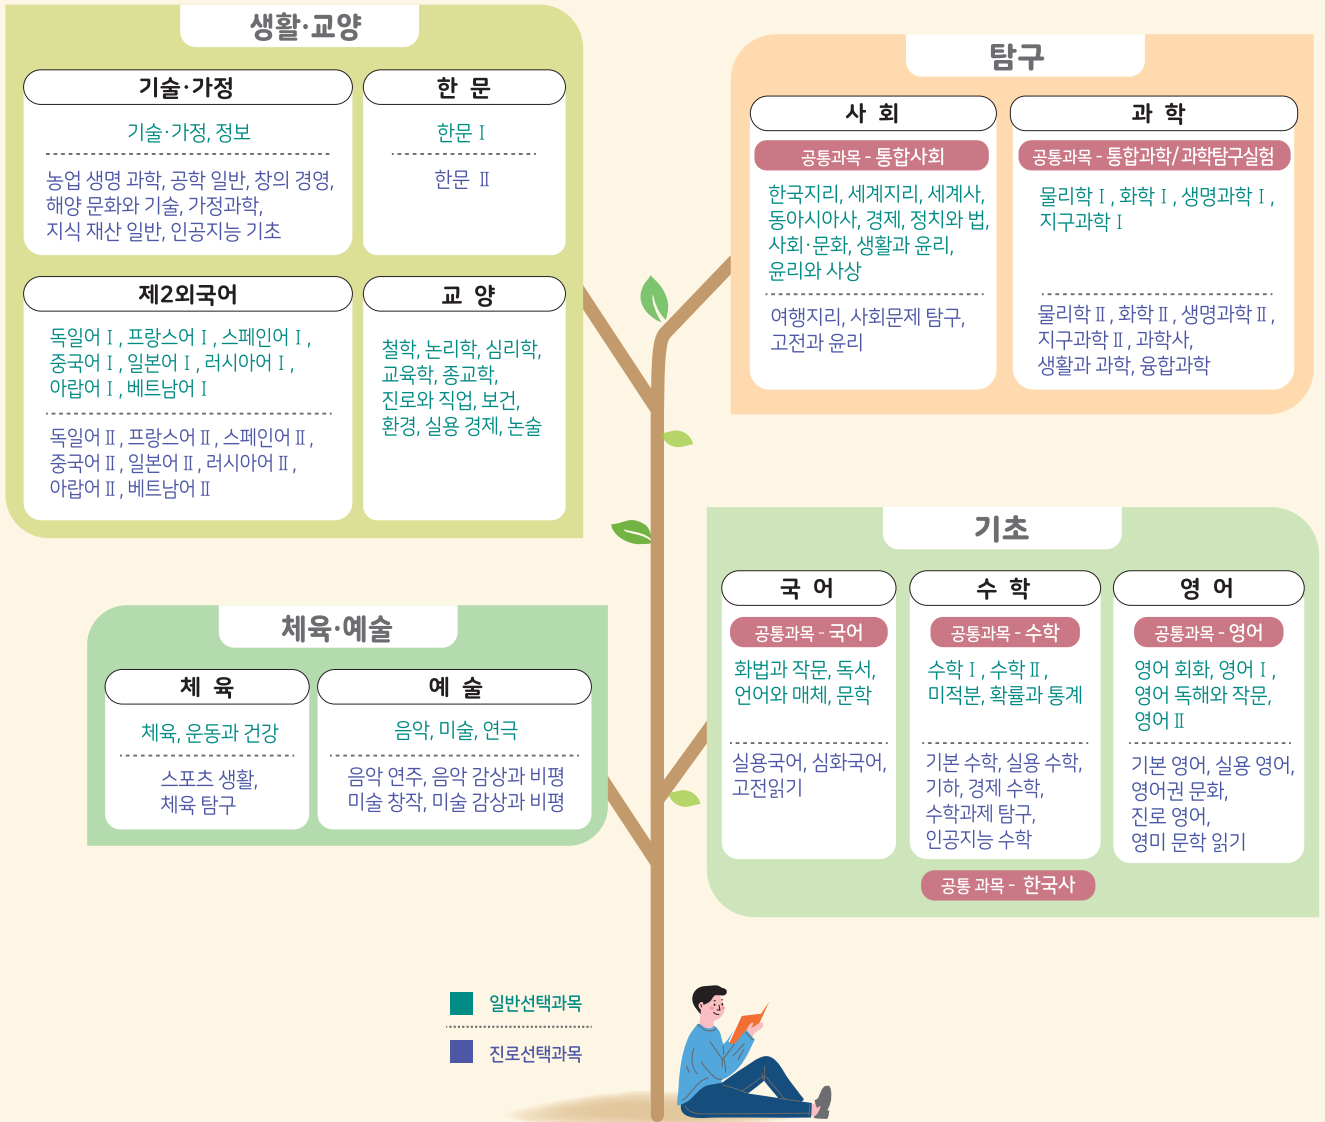 생활·교양
기술·가정
기술·가정, 정보
농업 생명 과학, 공학 일반, 창의 경영,
해양 문화와 기술, 가정과학,
지식 재산 일반, 인공지능 기초
한 문
한문 Ⅰ
한문 Ⅱ
제2외국어
독일어 Ⅰ, 프랑스어 Ⅰ, 스페인어 Ⅰ,
중국어 Ⅰ, 일본어 Ⅰ, 러시아어 Ⅰ,
아랍어 Ⅰ, 베트남어 Ⅰ
독일어 Ⅱ, 프랑스어 Ⅱ, 스페인어 Ⅱ,
중국어 Ⅱ, 일본어 Ⅱ, 러시아어 Ⅱ,
아랍어 Ⅱ, 베트남어 Ⅱ
교 양
철학, 논리학, 심리학,
교육학, 종교학,
진로와 직업, 보건,
환경, 실용 경제, 논술
탐구
사 회
공통과목 - 통합사회
한국지리, 세계지리, 세계사,
동아시아사, 경제, 정치와 법,
사회·문화, 생활과 윤리,
윤리와 사상
여행지리, 사회문제 탐구,
고전과 윤리
과 학
공통과목 - 통합과학/과학탐구실험
물리학 Ⅰ, 화학 Ⅰ, 생명과학 Ⅰ,
지구과학 Ⅰ
물리학 Ⅱ, 화학 Ⅱ, 생명과학 Ⅱ,
지구과학 Ⅱ, 과학사,
생활과 과학, 융합과학
체육·예술
체 육
체육, 운동과 건강
스포츠 생활,
체육 탐구
예 술
음악, 미술, 연극
음악 연주, 음악 감상과 비평
미술 창작, 미술 감상과 비평
기초
국 어
공통과목 - 국어
화법과 작문, 독서,
언어와 매체, 문학
실용국어, 심화국어,
고전읽기
수 학
공통과목 - 수학
수학 Ⅰ, 수학 Ⅱ,
미적분, 확률과 통계
기본 수학, 실용 수학,
기하, 경제 수학,
수학과제 탐구,
인공지능 수학
영 어
공통과목 - 영어
영어 회화, 영어 Ⅰ,
영어 독해와 작문,
영어 Ⅱ
기본 영어, 실용 영어,
영어권 문화,
진로 영어,
영미 문학 읽기
공통 과목 - 한국사
일반선택과목
진로선택과목